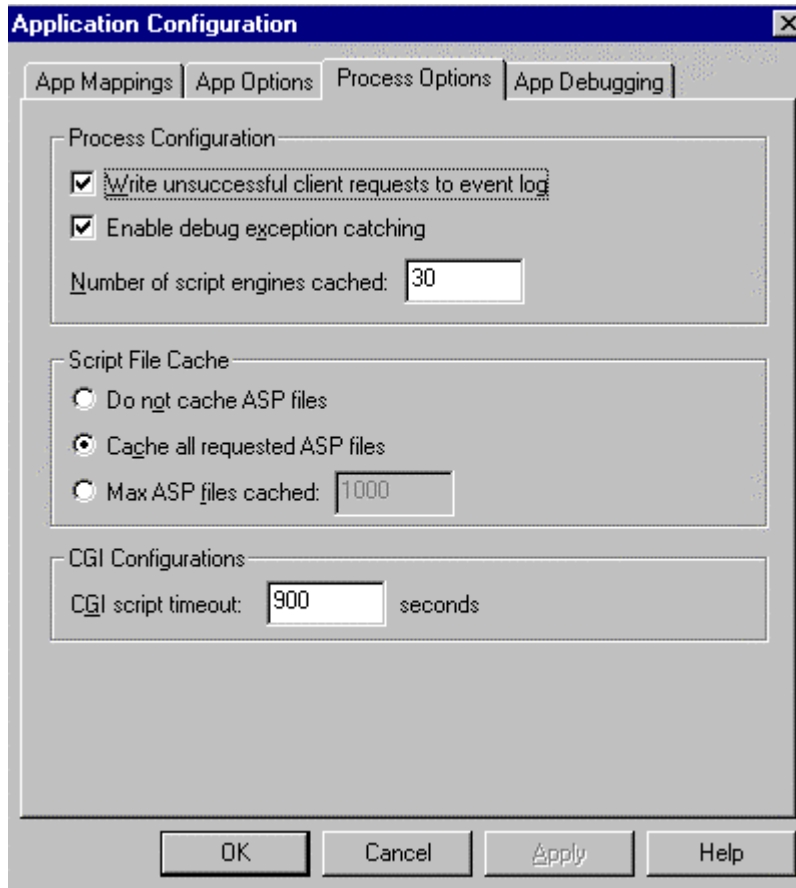 Application Configuration
App Mappings App Options Process Options App Debugging
Process Configuration
Write unsuccessful client requests to event log
Enable debug exception catching
Number of script engines cached: 30
Script File Cache
Do not cache ASP files
Cache all requested ASP files
Max ASP files cached: 1000
CGI Configurations
CGI script timeout: 900 seconds
OK Cancel Apply Help